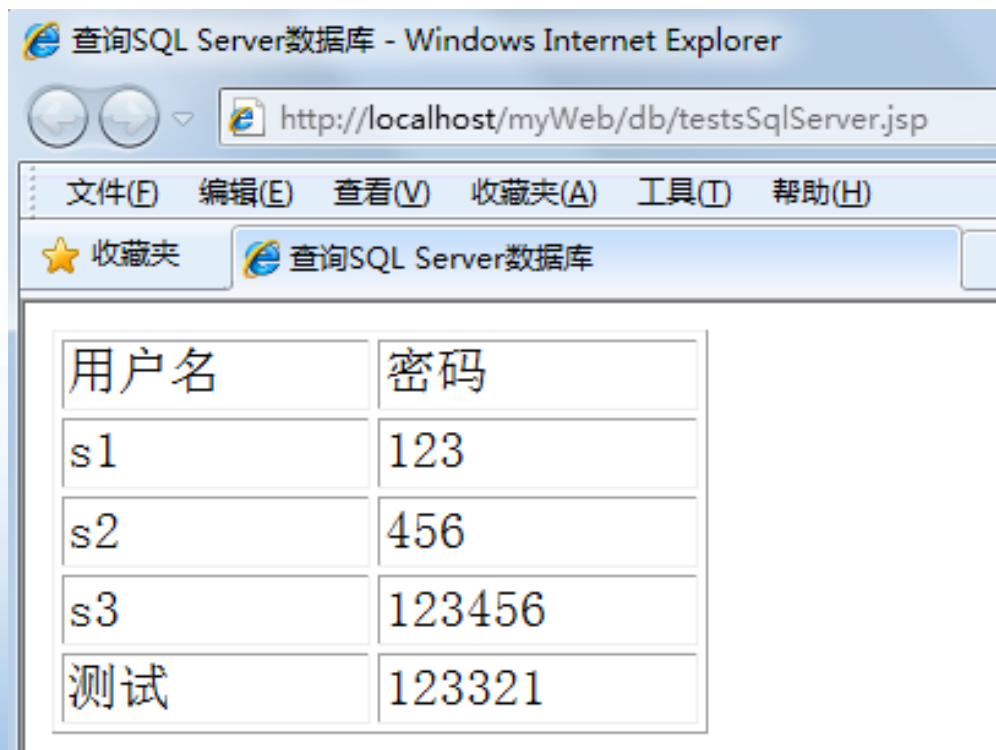 查询SQL Server数据库 - Windows Internet Explorer
http://localhost/myWeb/db/testsSqlServer.jsp
文件(F) 编辑(E) 查看(V) 收藏夹(A) 工具(T) 帮助(H)
收藏夹 查询SQL Server数据库
用户名 密码
s1 123
s2 456
s3 123456
测试 123321